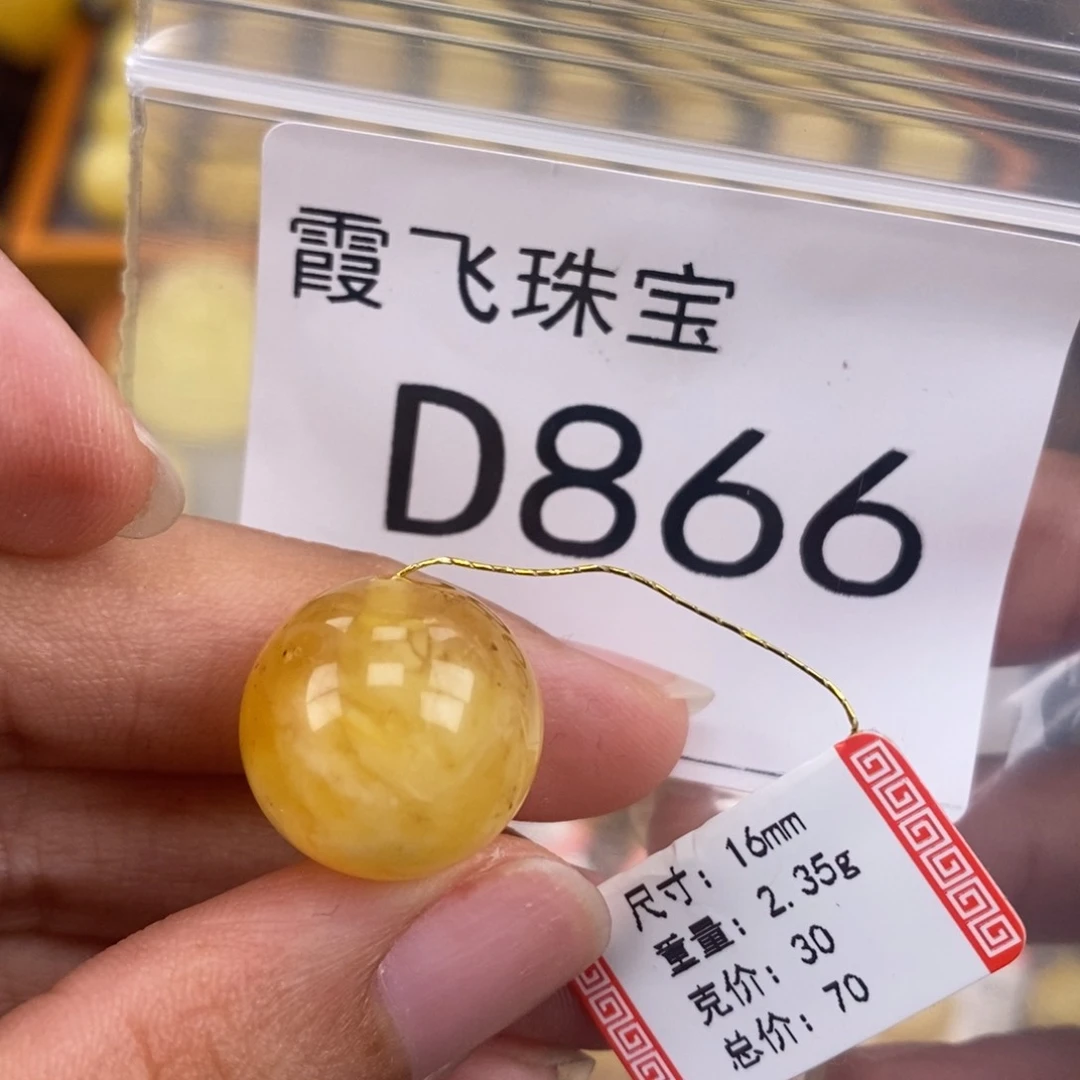 霞飞珠宝
D866
尺寸：16mm
重量：2.35g
克价：30
总价：70